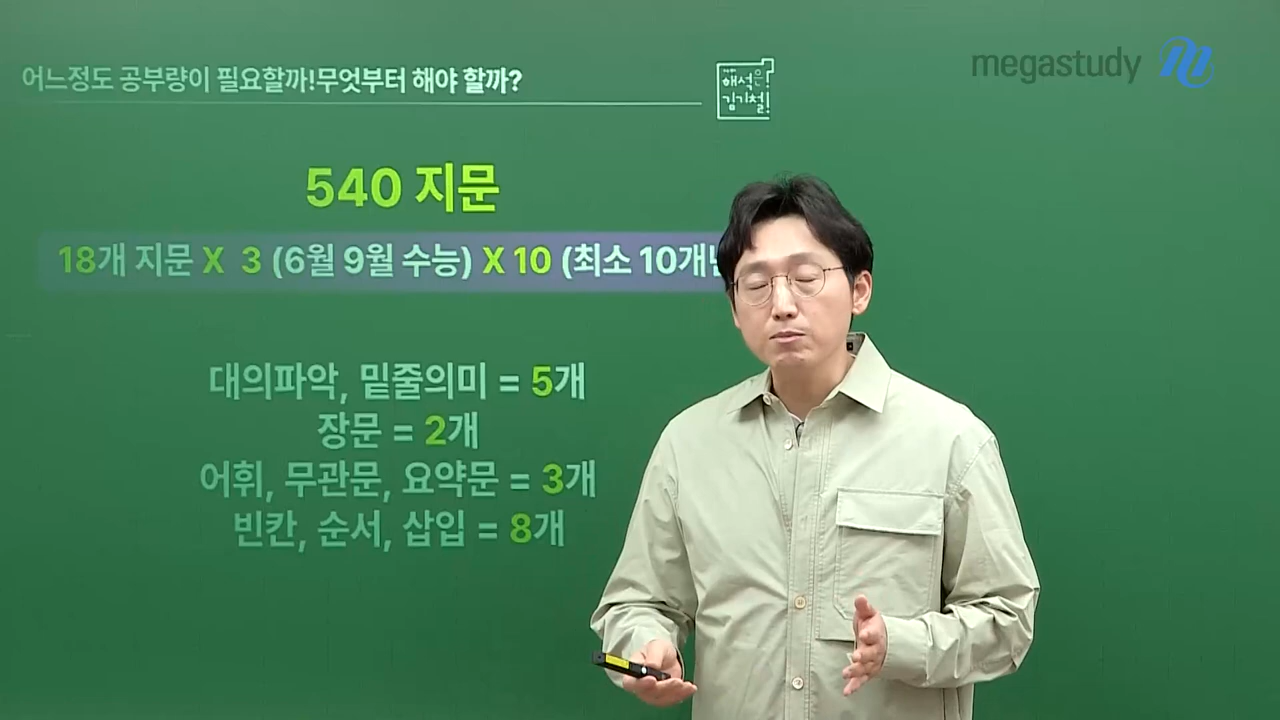 어느정도 공부량이 필요할까!무엇부터 해야 할까?
해석은
김기철!
megastudy
540 지문
18개 지문 X 3 (6월 9월 수능) X 10 (최소 10개년
대의파악, 밑줄의미 = 5개
장문 = 2개
어휘, 무관문, 요약문 = 3개
빈칸, 순서, 삽입 = 8개